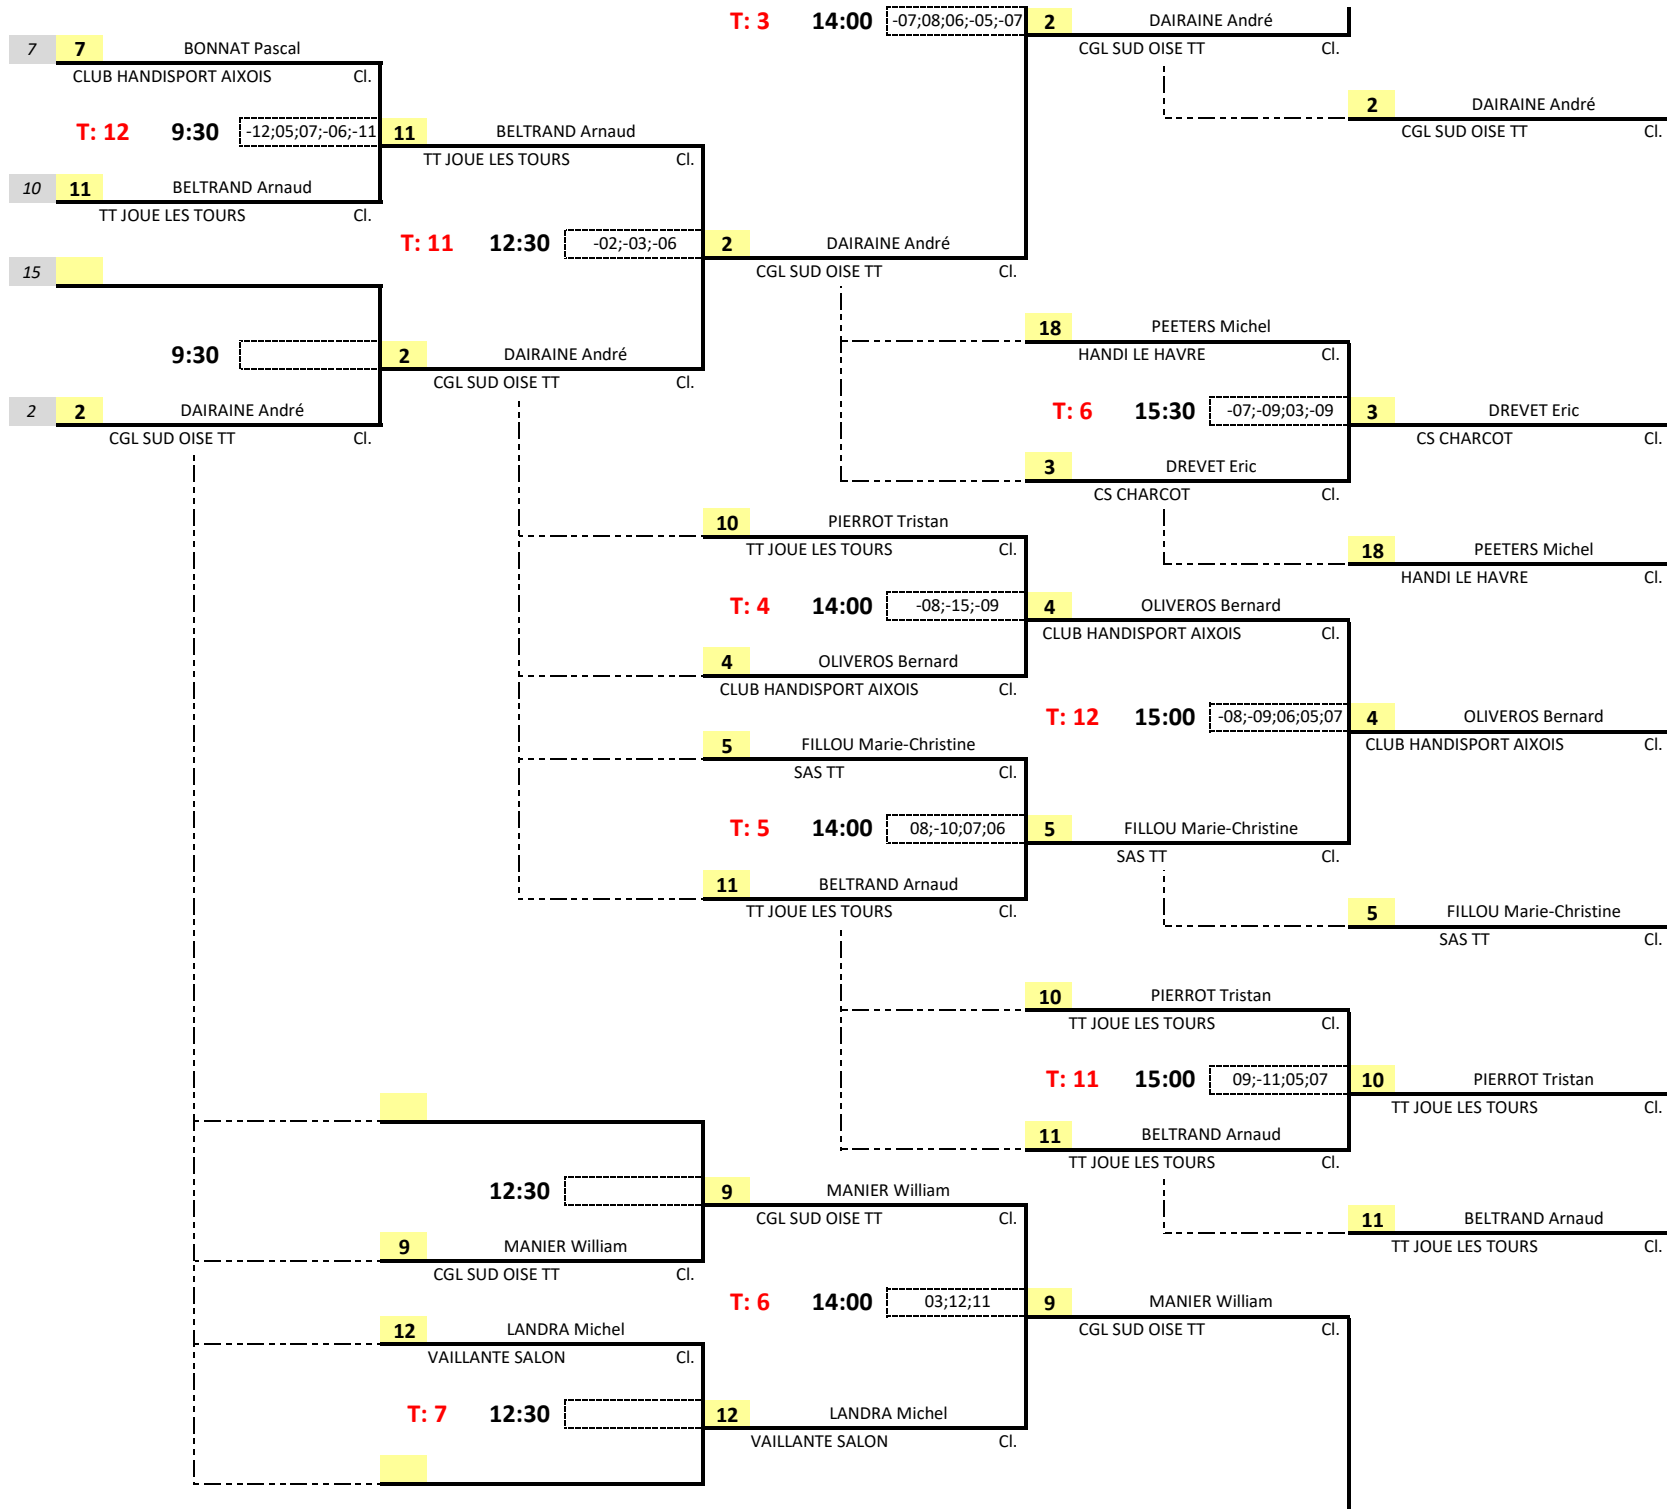 T: 3 14:00 -07;08;06;-05;-07 2 DAIRAINE André
CGL SUD OISE TT
7 7 BONNAT Pascal
CLUB HANDISPORT AIXOIS Cl.
2 DAIRAINE André
CGL SUD OISE TT Cl.
T: 12 9:30 -12;05;07;-06;-11 11 BELTRAND Arnaud
TT JOUE LES TOURS Cl.
10 11 BELTRAND Arnaud
TT JOUE LES TOURS Cl.
T: 11 12:30 -02;-03;-06 2 DAIRAINE André
CGL SUD OISE TT Cl.
15
18 PEETERS Michel
HANDI LE HAVRE Cl.
9:30 2 DAIRAINE André
CGL SUD OISE TT Cl.
2 2 DAIRAINE André
CGL SUD OISE TT Cl.
T: 6 15:30 -07;-09;03;-09 3 DREVET Eric
CS CHARCOT Cl.
3 DREVET Eric
CS CHARCOT Cl.
10 PIERROT Tristan
TT JOUE LES TOURS Cl.
18 PEETERS Michel
HANDI LE HAVRE Cl.
T: 4 14:00 -08;-15;-09 4 OLIVEROS Bernard
CLUB HANDISPORT AIXOIS Cl.
4 OLIVEROS Bernard
CLUB HANDISPORT AIXOIS Cl.
T: 12 15:00 -08;-09;06;05;07 4 OLIVEROS Bernard
CLUB HANDISPORT AIXOIS Cl.
5 FILLOU Marie-Christine
SAS TT Cl.
T: 5 14:00 08;-10;07;06 5 FILLOU Marie-Christine
SAS TT Cl.
11 BELTRAND Arnaud
TT JOUE LES TOURS Cl.
5 FILLOU Marie-Christine
SAS TT Cl.
10 PIERROT Tristan
TT JOUE LES TOURS Cl.
T: 11 15:00 09;-11;05;07 10 PIERROT Tristan
TT JOUE LES TOURS Cl.
11 BELTRAND Arnaud
TT JOUE LES TOURS Cl.
12:30 9 MANIER William
CGL SUD OISE TT Cl.
11 BELTRAND Arnaud
TT JOUE LES TOURS Cl.
9 MANIER William
CGL SUD OISE TT Cl.
T: 6 14:00 03;12;11 9 MANIER William
CGL SUD OISE TT Cl.
12 LANDRA Michel
VAILLANTE SALON Cl.
T: 7 12:30 12 LANDRA Michel
VAILLANTE SALON Cl.